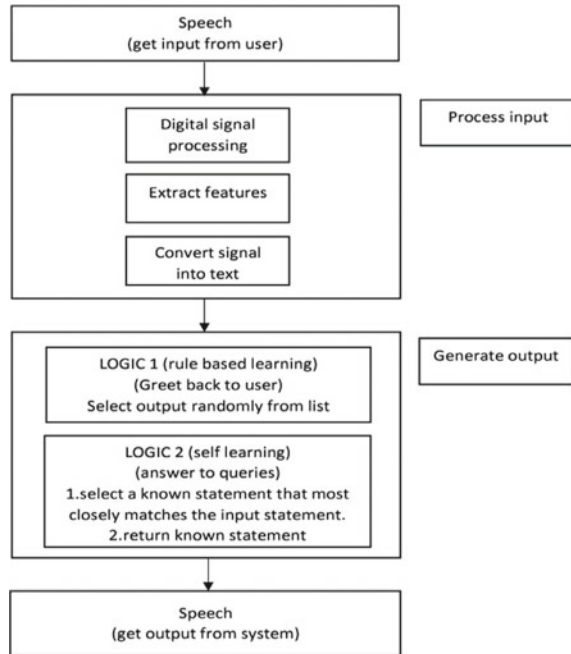 Speech
(get input from user)
Digital signal
processing
Process input
Extract features
Convert signal
into text
LOGIC 1 (rule based learning)
(Greet back to user)
Select output randomly from list
Generate output
LOGIC 2 (self learning)
(answer to queries)
1.select a known statement that most
closely matches the input statement.
2.return known statement
Speech
(get output from system)